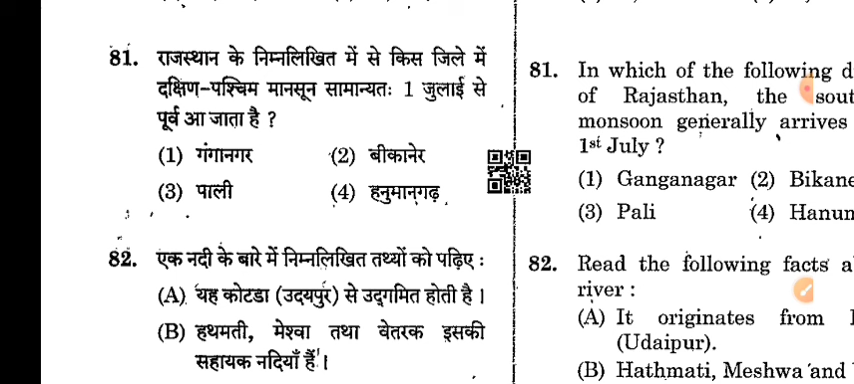 81. राजस्थान के निम्नलिखित में से किस जिले में
दक्षिण-पश्चिम मानसून सामान्यतः 1 जुलाई से
पूर्व आ जाता है ?
(1) गंगानगर (2) बीकानेर
(3) पाली (4) हनुमानगढ़
82. एक नदी के बारे में निम्नलिखित तथ्यों को पढ़िए :
(A) यह कोटडा (उदयपुर) से उद्‌गमित होती है ।
(B) हथमती, मेश्वा तथा वेतरक इसकी
सहायक नदियाँ हैं ।
81. In which of the following d
of Rajasthan, the sout
monsoon generally arrives
1st July ?
(1) Ganganagar (2) Bikane
(3) Pali (4) Hanun
82. Read the following facts a
river :
(A) It originates from
(Udaipur).
(B) Hathmati, Meshwa and